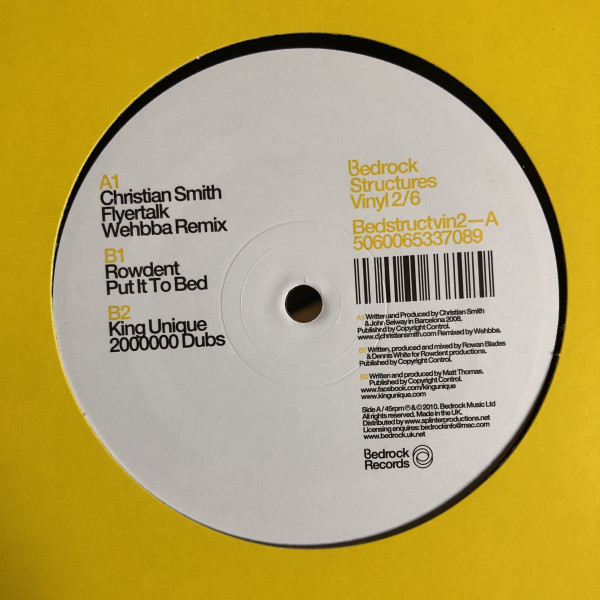 A1
Christian Smith
Flyertalk
Wehbba Remix
B1
Rowdent
Put It To Bed
B2
King Unique
2000000 Dubs
Bedrock
Structures
Vinyl 2/6
Bedstructvin2—A
5060065337089
A1 Written and Produced by Christian Smith
& John Selway in Barcelona 2008.
Published by Copyright Control.
www.djchristiansmith.com Remixed by Wehbba.
B1 Written, produced and mixed by Rowan Blades
& Dennis White for Rowdent productions.
Published by Copyright Control.
B2 Written and produced by Matt Thomas.
Published by Copyright Control.
www.facebook.com/kingunique
www.kingunique.com
Side A / 45rpm ℗ & © 2010. Bedrock Music Ltd
All rights reserved. Made in the UK.
Distributed by www.splinterproductions.net
Licensing enquires: bedrockinfo@mac.com
www.bedrock.uk.net
Bedrock
Records